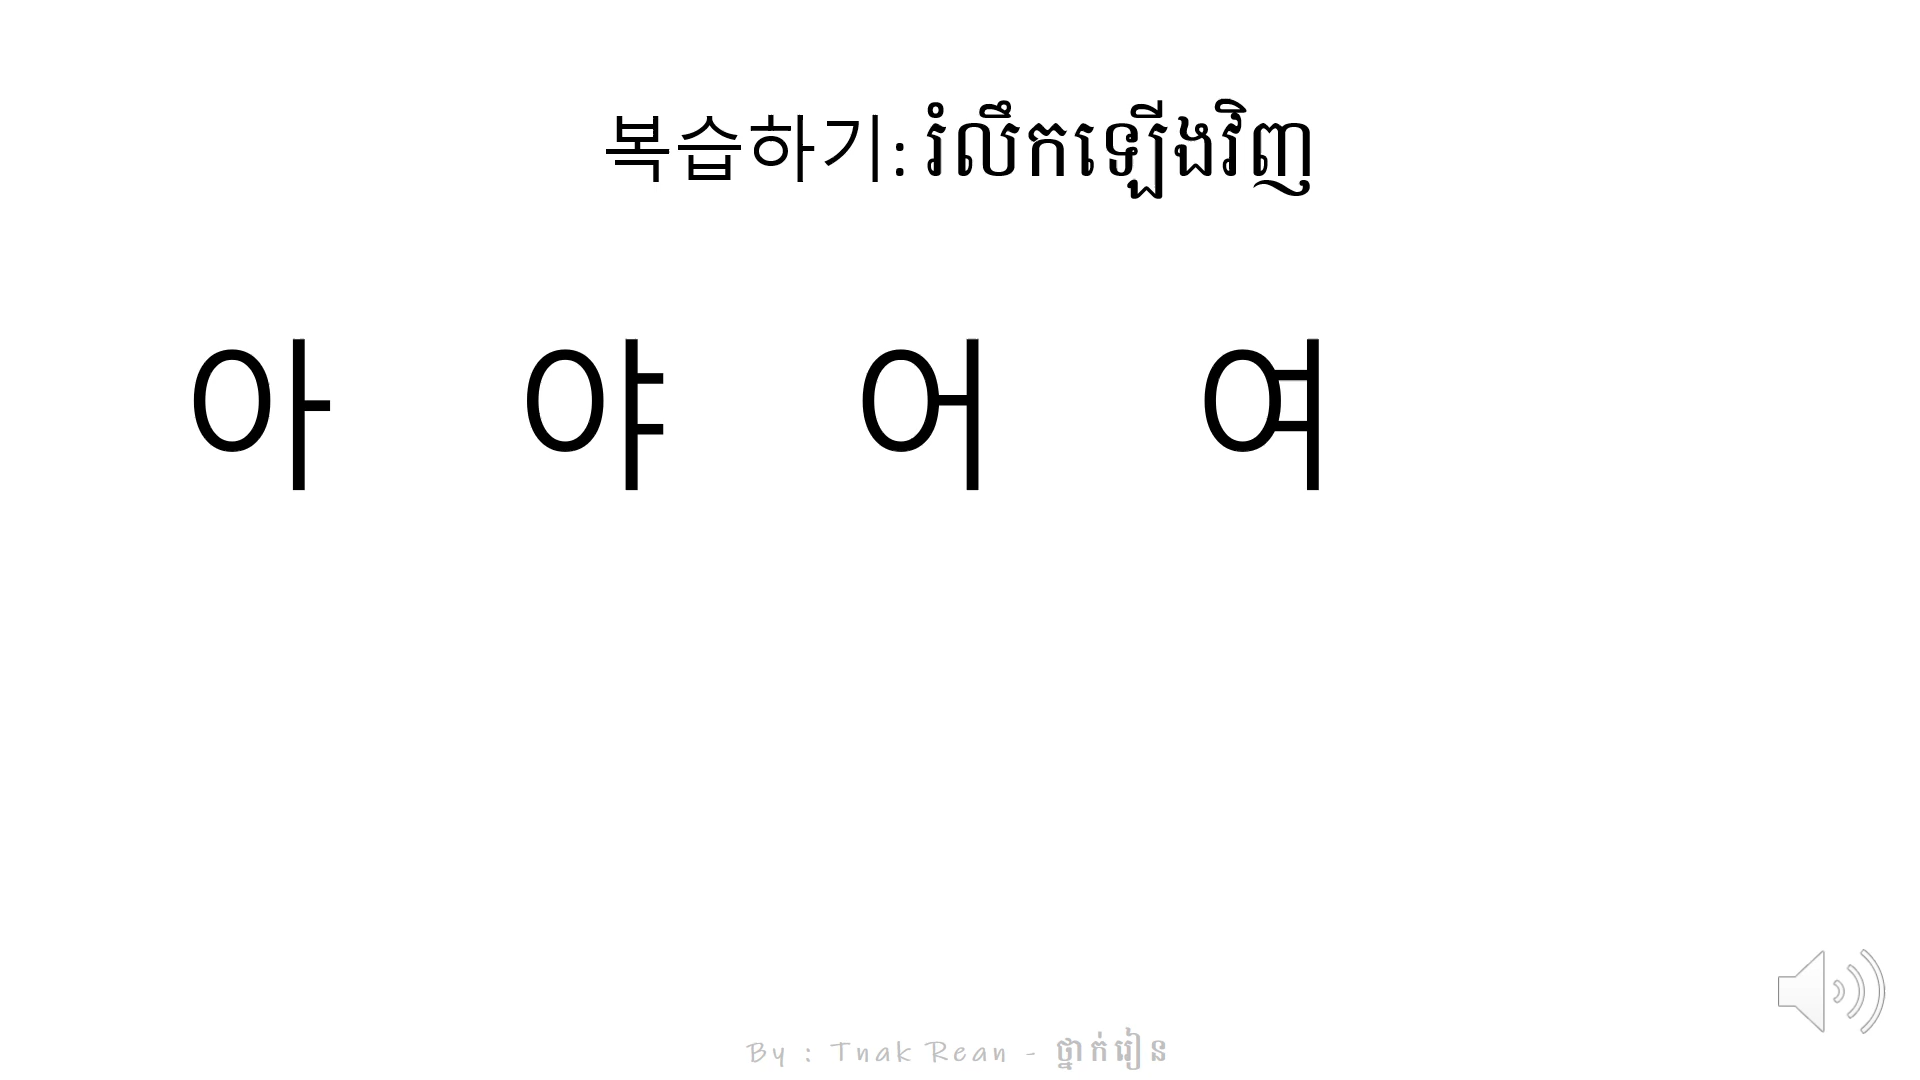 복습하기: រំលឹកឡើងវិញ
아 야 어 여
By : Tnak Rean - ថ្នាក់រៀន